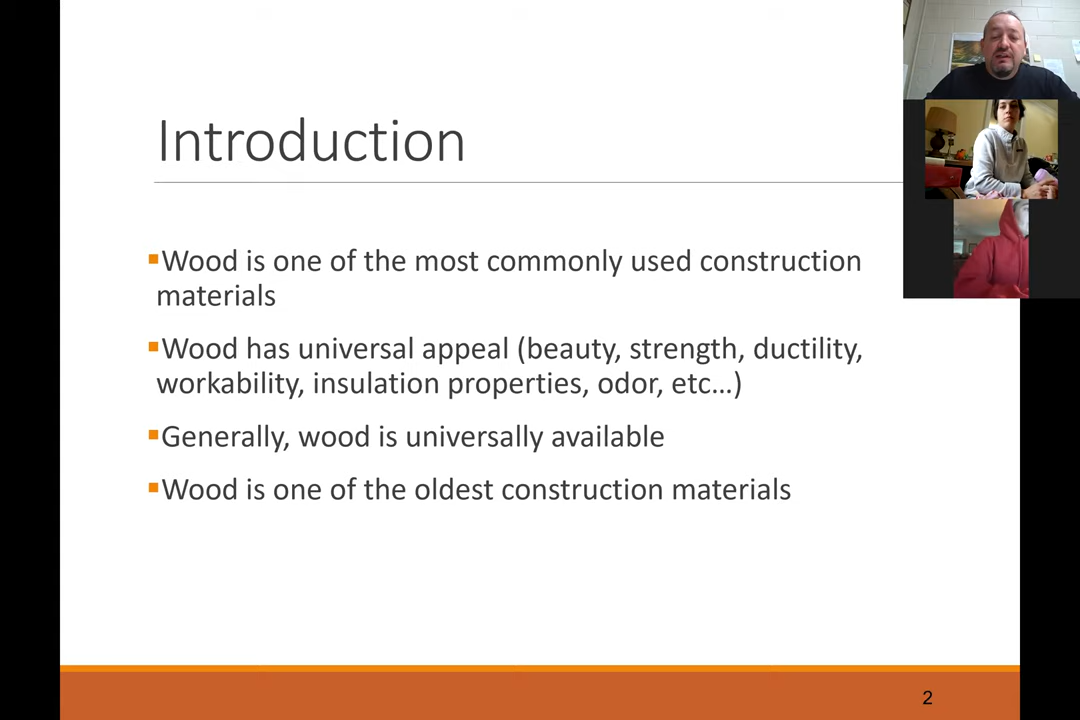 Introduction
▪Wood is one of the most commonly used construction
materials
▪Wood has universal appeal (beauty, strength, ductility,
workability, insulation properties, odor, etc…)
▪Generally, wood is universally available
▪Wood is one of the oldest construction materials
2